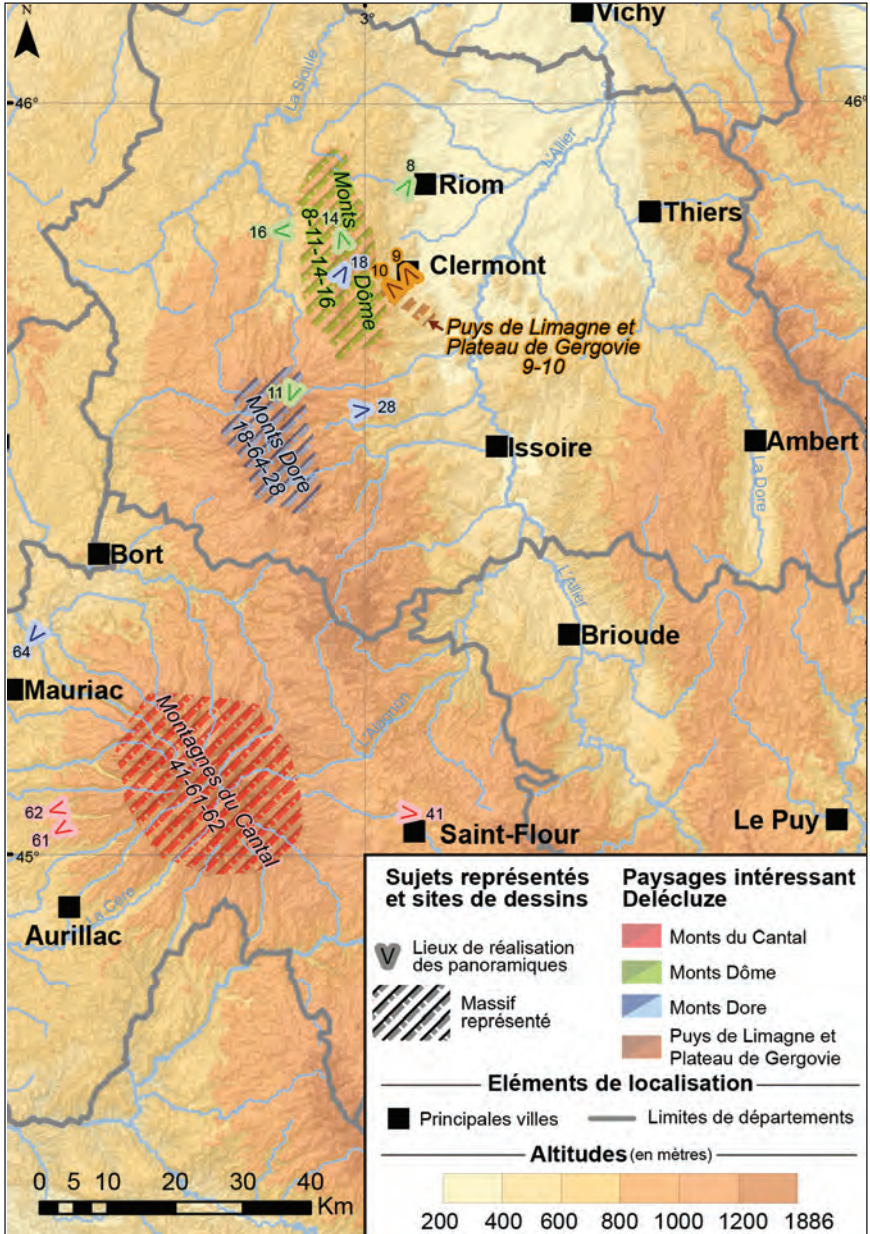 N
3°
Vichy
46°
46°
La Sioule
L'Allier
8
Riom
Thiers
Monts Dôme
8-11-14-16
14
16
18
9
10
Clermont
Puys de Limagne et
Plateau de Gergovie
9-10
11
28
Monts Dore
18-64-28
Issoire
Ambert
La Dore
Bort
L'Allier
Brioude
64
Mauriac
L'Alagnon
Montagnes du Cantal
41-61-62
62
61
41
Saint-Flour
Le Puy
45°
La Cère
Aurillac
Sujets représentés
et sites de dessins
Lieux de réalisation
des panoramiques
Massif
représenté
Paysages intéressant
Delécluze
Monts du Cantal
Monts Dôme
Monts Dore
Puys de Limagne et
Plateau de Gergovie
Eléments de localisation
Principales villes
Limites de départements
Altitudes (en mètres)
200 400 600 800 1000 1200 1886
0 10 20 30 40
Km